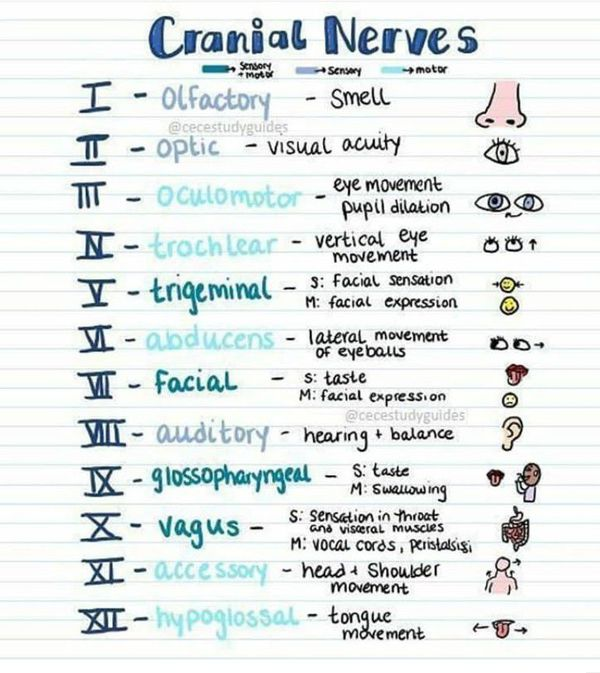 Cranial Nerves
Sensory + motor
Sensory
motor
I - Olfactory - Smell
@cecestudyguides
II - optic - visual acuity
III - Oculomotor - eye movement
pupil dilation
IV - trochlear - vertical eye
movement
V - trigeminal - S: Facial sensation
M: facial expression
VI - abducens - lateral movement
of eyeballs
VII - Facial - S: taste
M: facial expression
@cecestudyguides
VIII - auditory - hearing + balance
IX - glossopharyngeal - S: taste
M: Swallowing
X - vagus - S: Sensation in throat
and visceral muscles
M: vocal cords, peristalsisi
XI - accessory - head + Shoulder
movement
XII - hypoglossal - tongue
movement